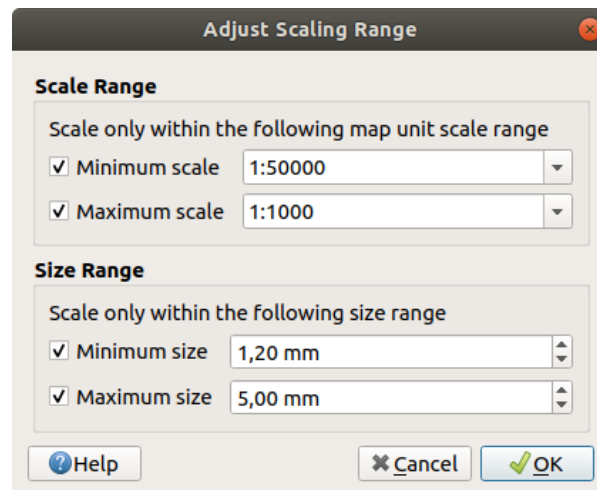 Adjust Scaling Range
Scale Range
Scale only within the following map unit scale range
Minimum scale 1:50000
Maximum scale 1:1000
Size Range
Scale only within the following size range
Minimum size 1,20 mm
Maximum size 5,00 mm
Help Cancel OK